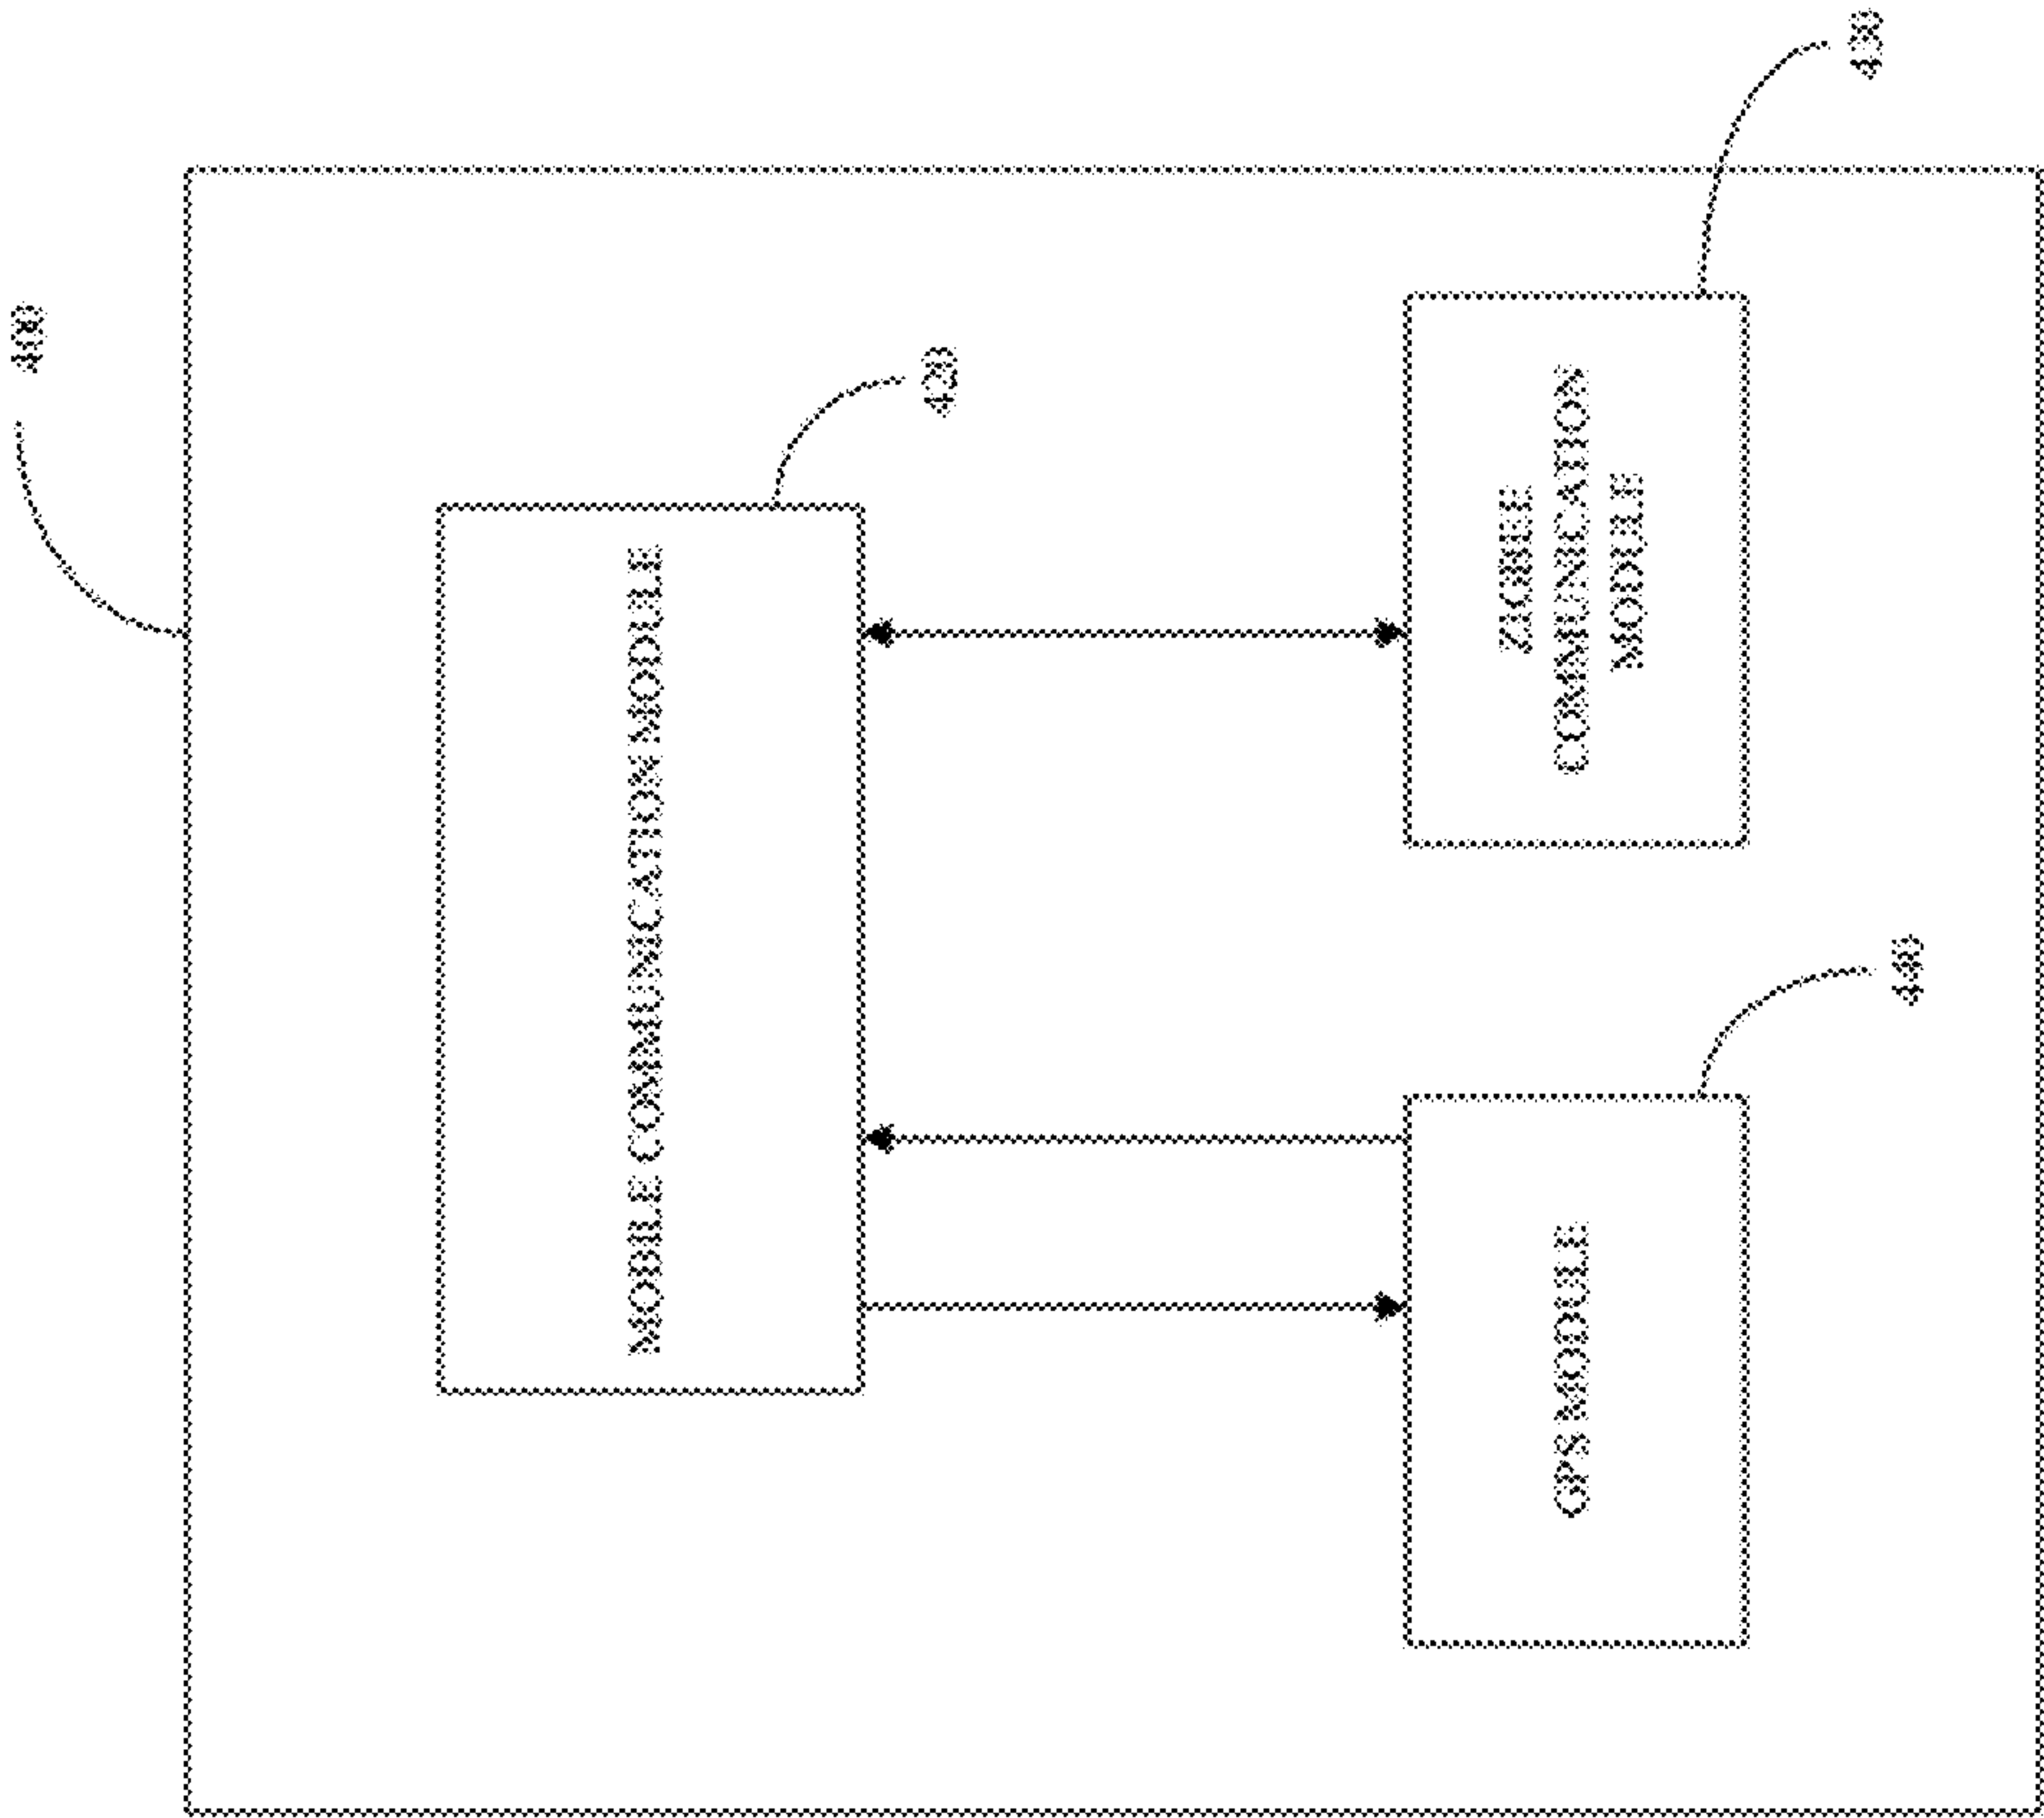 400
MOBILE COMMUNICATION MODULE
420
GPS MODULE
440
ZIGBEE
COMMUNICATION
MODULE
430